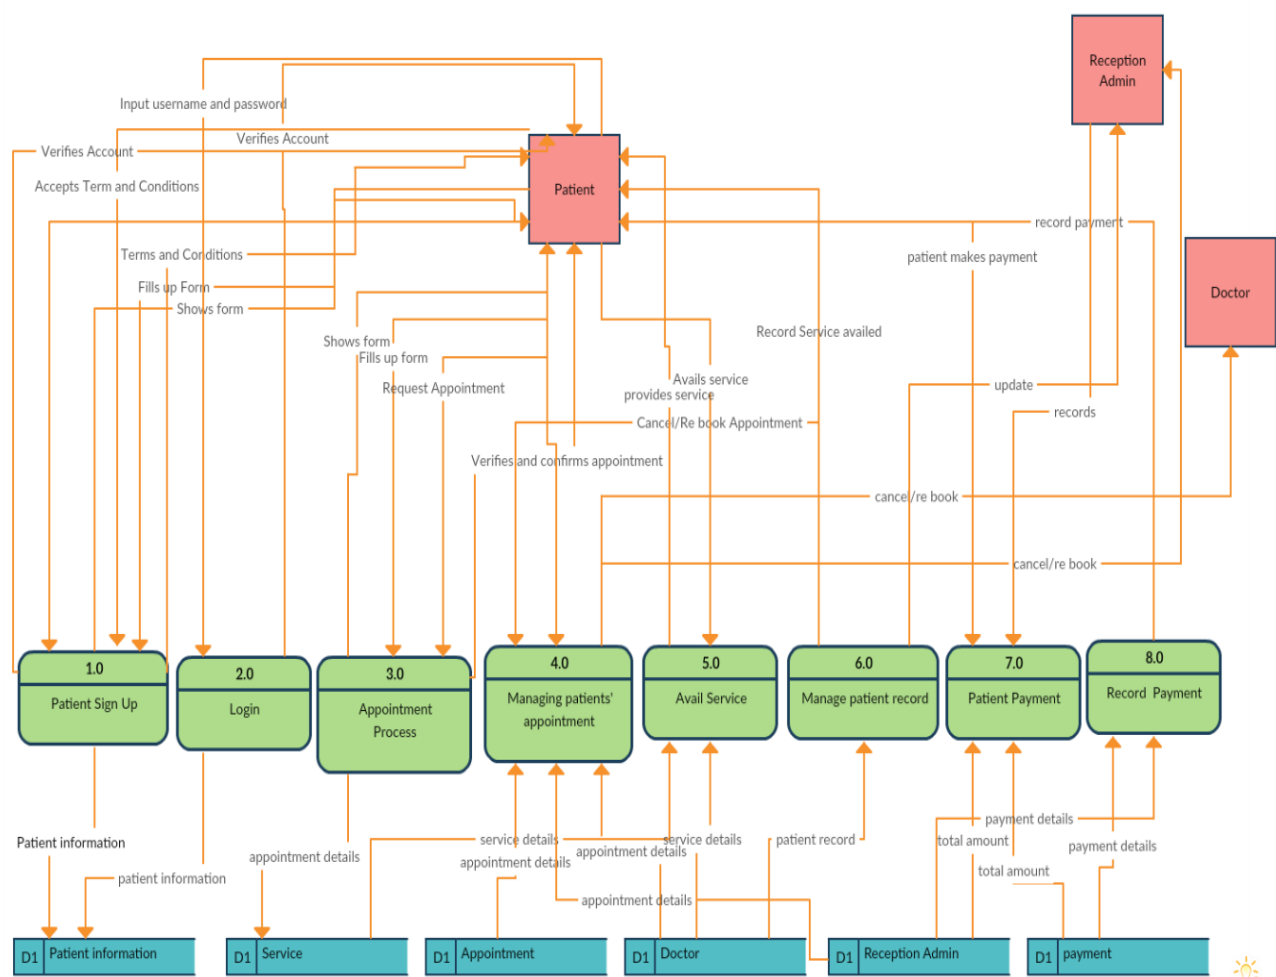 Reception
Admin
Input username and password
Verifies Account
Verifies Account
Accepts Term and Conditions
Patient
record payment
Terms and Conditions
patient makes payment
Fills up Form
Shows form
Doctor
Record Service availed
Shows form
Fills up form
Request Appointment
Avails service
provides service
update
records
Cancel/Re book Appointment
Verifies and confirms appointment
cancel/re book
cancel/re book
1.0
Patient Sign Up
2.0
Login
3.0
Appointment
Process
4.0
Managing patients'
appointment
5.0
Avail Service
6.0
Manage patient record
7.0
Patient Payment
8.0
Record Payment
Patient information
patient information
appointment details
service details
appointment details
appointment details
service details
patient record
payment details
total amount
payment details
total amount
appointment details
D1 Patient information
D1 Service
D1 Appointment
D1 Doctor
D1 Reception Admin
D1 payment